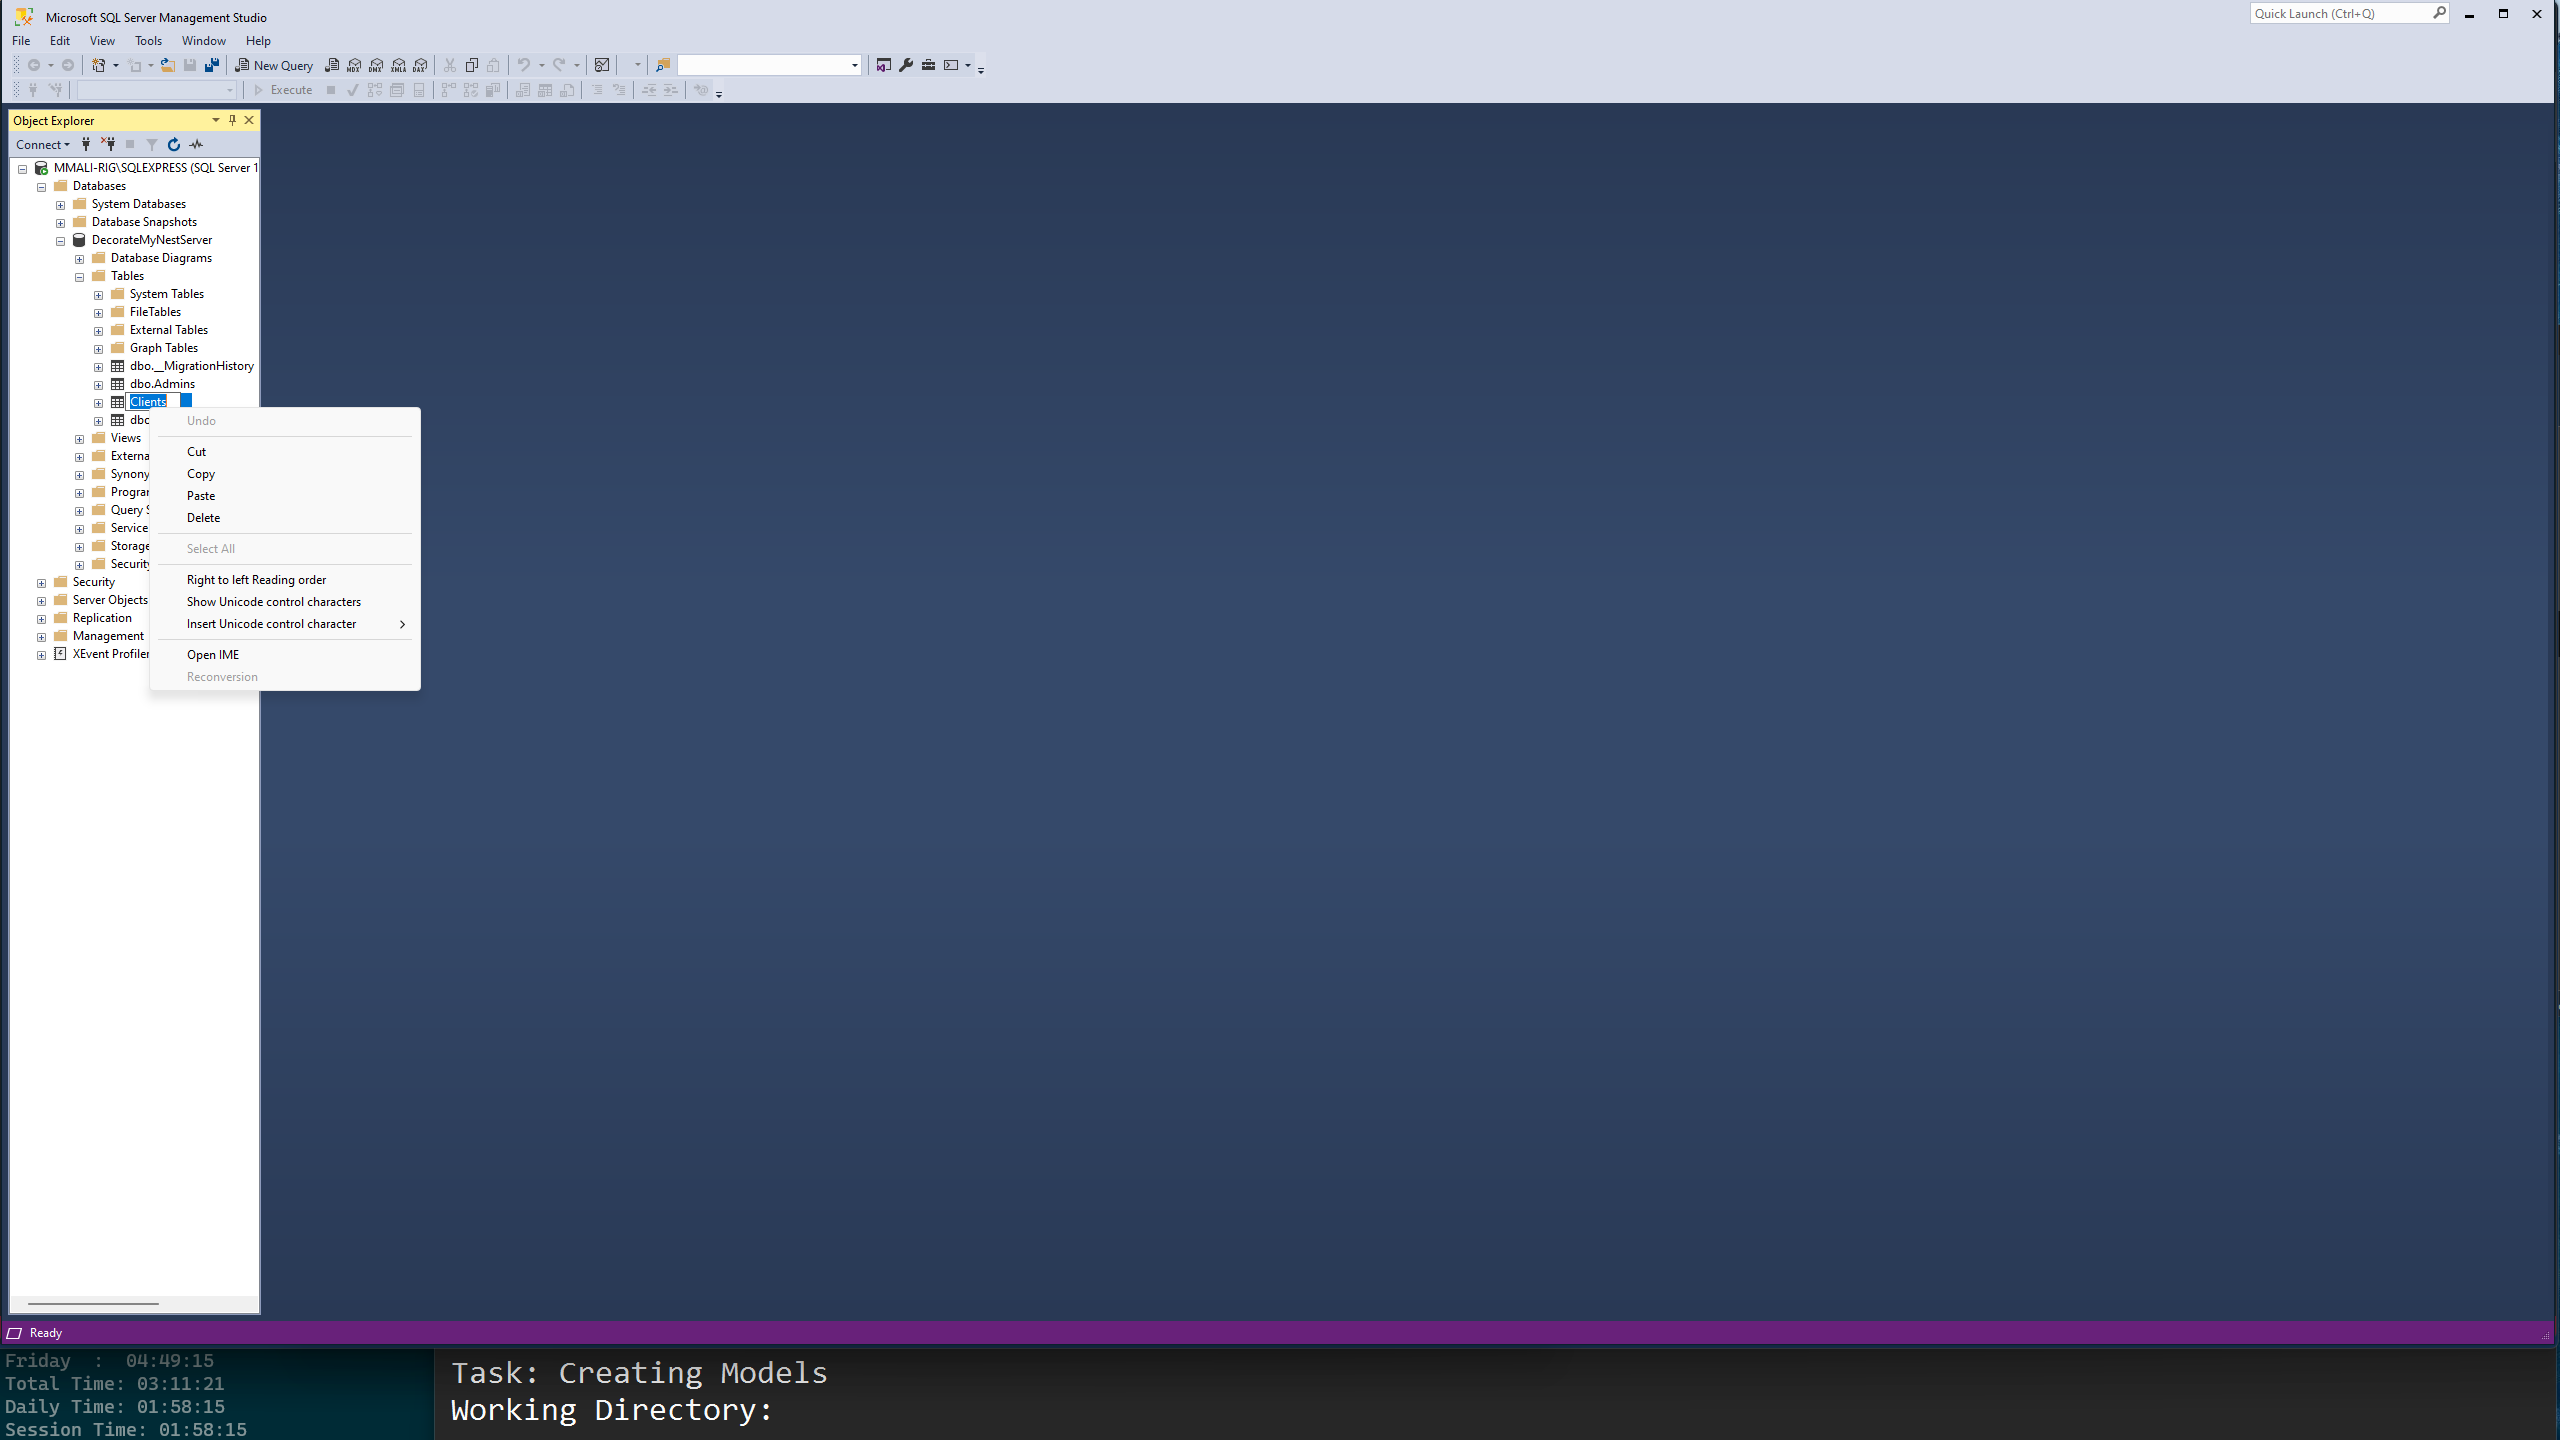 Microsoft SQL Server Management Studio
Quick Launch (Ctrl+Q)
File Edit View Tools Window Help
New Query MDX DMX XMLA DAX
Execute
Object Explorer
Connect
MMALI-RIG\SQLEXPRESS (SQL Server 1
Databases
System Databases
Database Snapshots
DecorateMyNestServer
Database Diagrams
Tables
System Tables
FileTables
External Tables
Graph Tables
dbo.__MigrationHistory
dbo.Admins
Clients
dbo
Views
Externa
Synony
Prograr
Query S
Service
Storage
Security
Security
Server Objects
Replication
Management
XEvent Profiler
Undo
Cut
Copy
Paste
Delete
Select All
Right to left Reading order
Show Unicode control characters
Insert Unicode control character
Open IME
Reconversion
Ready
Friday : 04:49:15
Total Time: 03:11:21
Daily Time: 01:58:15
Session Time: 01:58:15
Task: Creating Models
Working Directory: